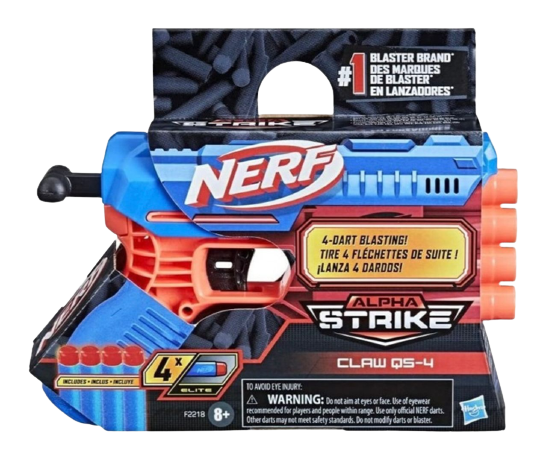 #1 BLASTER BRAND*
DES MARQUES
DE BLASTER*
EN LANZADORES*
STRIKE
NERF
4-DART BLASTING!
TIRE 4 FLÉCHETTES DE SUITE !
¡LANZA 4 DARDOS!
ALPHA
STRIKE
CLAW QS-4
INCLUDES • INCLUS • INCLUYE
4X
ELITE
F2218
8+
TO AVOID EYE INJURY:
WARNING: Do not aim at eyes or face. Use of eyewear
recommended for players and people within range. Use only official NERF darts.
Other darts may not meet safety standards. Do not modify darts or blaster.
Hasbro